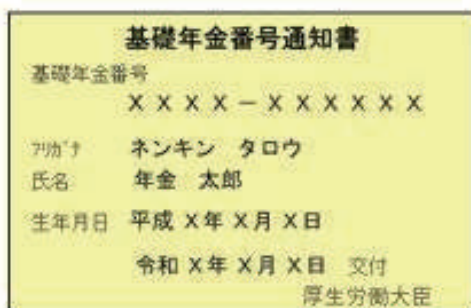 基礎年金番号通知書
基礎年金番号
XXXX－XXXXXX
フリガナ ネンキン タロウ
氏名 年金 太郎
生年月日 平成 X年 X月 X日
令和 X年 X月 X日 交付
厚生労働大臣